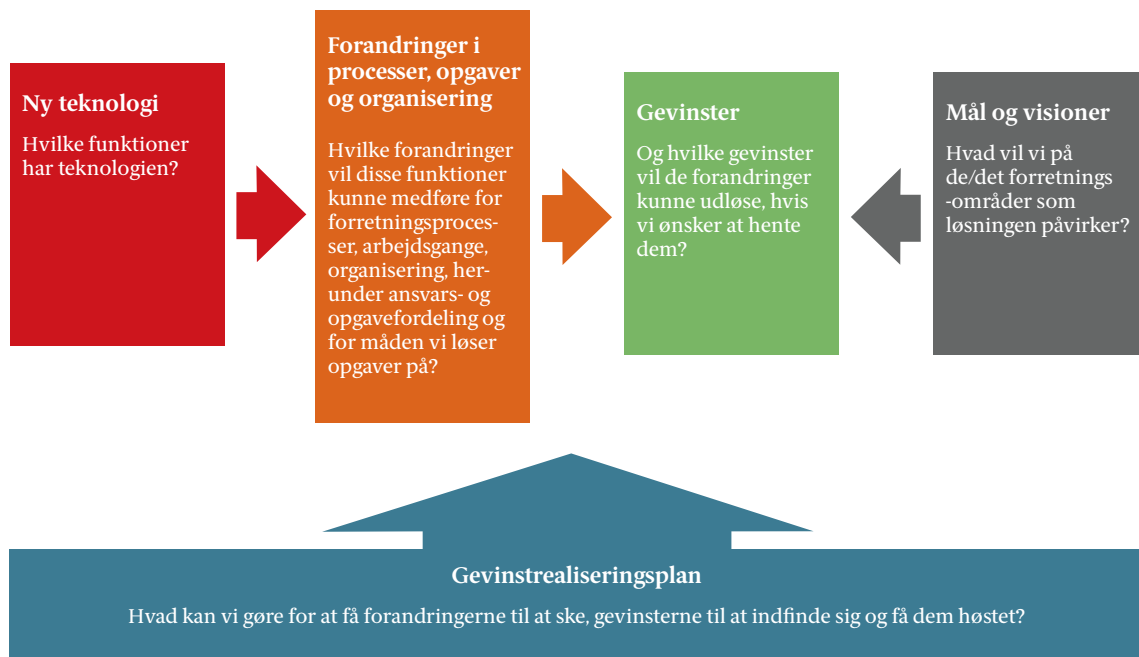 Ny teknologi
Hvilke funktioner
har teknologien?
Forandringer i
processer, opgaver
og organisering
Hvilke forandringer
vil disse funktioner
kunne medføre for
forretningsproces-
ser, arbejdsgange,
organisering, her-
under ansvars- og
opgavefordeling og
for måden vi løser
opgaver på?
Gevinster
Og hvilke gevinster
vil de forandringer
kunne udløse, hvis
vi ønsker at hente
dem?
Mål og visioner
Hvad vil vi på
de/det forretnings
-områder som
løsningen påvirker?
Gevinstrealiseringsplan
Hvad kan vi gøre for at få forandringerne til at ske, gevinsterne til at indfinde sig og få dem høstet?